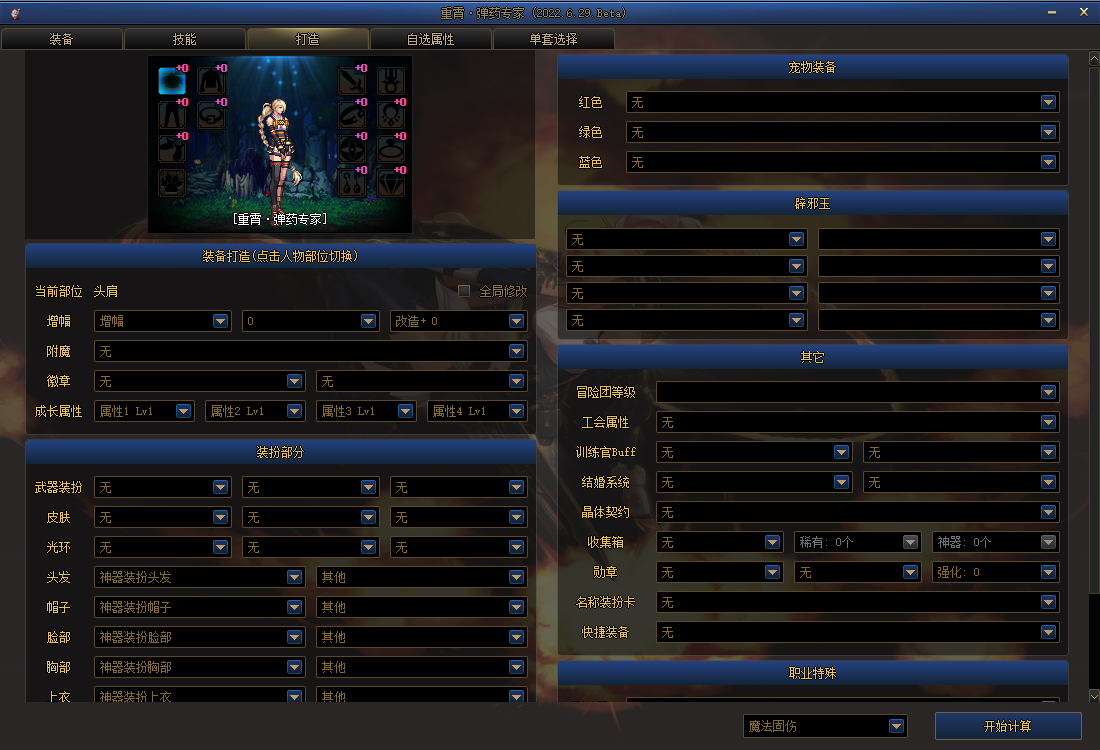 重霄·弹药专家 (2022.6.29.Beta)
装备 技能 打造 自选属性 单套选择
+0 +0 +0
+0 +0 +0 +0
+0 +0 +0
+0 +0
[重霄·弹药专家]
装备打造(点击人物部位切换)
当前部位 头肩 全局修改
增幅 增幅 0 改造+ 0
附魔 无
徽章 无 无
成长属性 属性1 Lv1 属性2 Lv1 属性3 Lv1 属性4 Lv1
装扮部分
武器装扮 无 无 无
皮肤 无 无 无
光环 无 无 无
头发 神器装扮头发 其他
帽子 神器装扮帽子 其他
脸部 神器装扮脸部 其他
胸部 神器装扮胸部 其他
上衣 神器装扮上衣 其他
宠物装备
红色 无
绿色 无
蓝色 无
辟邪玉
无
无
无
无
其它
冒险团等级
工会属性 无
训练官Buff 无 无
结婚系统 无 无
晶体契约 无
收集箱 无 稀有: 0个 神器: 0个
勋章 无 无 强化: 0
名称装扮卡 无
快捷装备 无
职业特殊
魔法固伤 开始计算